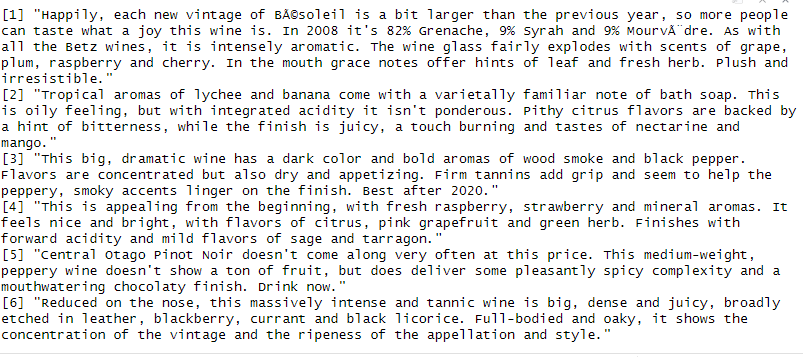 [1] "Happily, each new vintage of BÃ©soleil is a bit larger than the previous year, so more people
can taste what a joy this wine is. In 2008 it's 82% Grenache, 9% Syrah and 9% MourvÃ¨dre. As with
all the Betz wines, it is intensely aromatic. The wine glass fairly explodes with scents of grape,
plum, raspberry and cherry. In the mouth grace notes offer hints of leaf and fresh herb. Plush and
irresistible."
[2] "Tropical aromas of lychee and banana come with a varietally familiar note of bath soap. This
is oily feeling, but with integrated acidity it isn't ponderous. Pithy citrus flavors are backed by
a hint of bitterness, while the finish is juicy, a touch burning and tastes of nectarine and
mango."
[3] "This big, dramatic wine has a dark color and bold aromas of wood smoke and black pepper.
Flavors are concentrated but also dry and appetizing. Firm tannins add grip and seem to help the
peppery, smoky accents linger on the finish. Best after 2020."
[4] "This is appealing from the beginning, with fresh raspberry, strawberry and mineral aromas. It
feels nice and bright, with flavors of citrus, pink grapefruit and green herb. Finishes with
forward acidity and mild flavors of sage and tarragon."
[5] "Central Otago Pinot Noir doesn't come along very often at this price. This medium-weight,
peppery wine doesn't show a ton of fruit, but does deliver some pleasantly spicy complexity and a
mouthwatering chocolaty finish. Drink now."
[6] "Reduced on the nose, this massively intense and tannic wine is big, dense and juicy, broadly
etched in leather, blackberry, currant and black licorice. Full-bodied and oaky, it shows the
concentration of the vintage and the ripeness of the appellation and style."